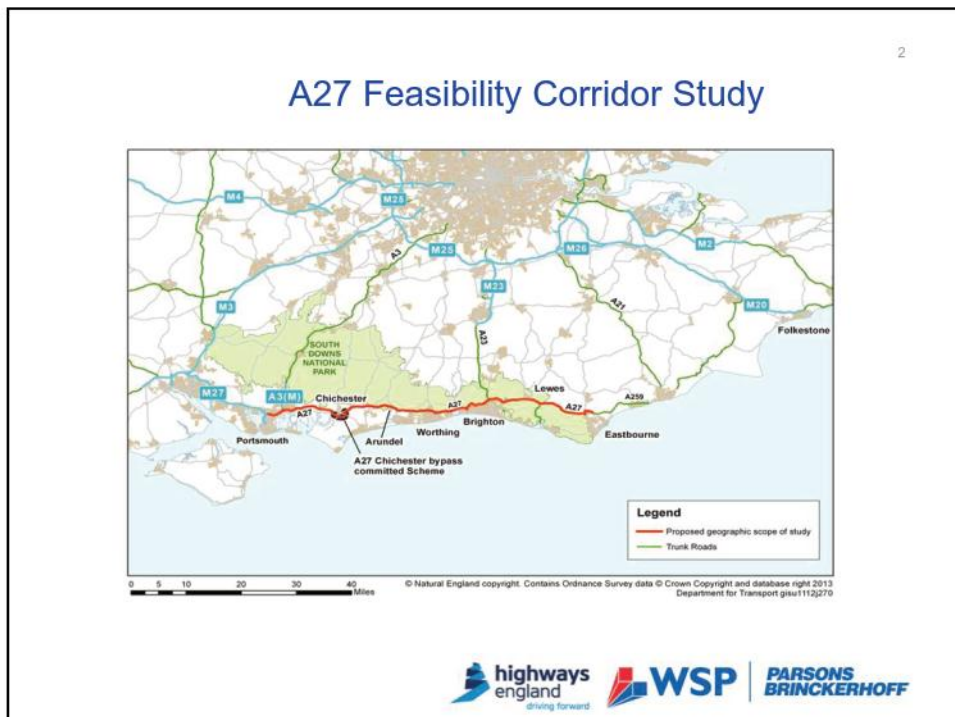 2
A27 Feasibility Corridor Study
M4
M25
M25
M26
M2
A3
M23
M3
A21
M20
Folkestone
SOUTH
DOWNS
NATIONAL
PARK
A23
Lewes
M27
A3(M)
Chichester
A27
A27
A27
A259
Portsmouth
Arundel
Worthing
Brighton
Eastbourne
A27 Chichester bypass
committed Scheme
Legend
Proposed geographic scope of study
Trunk Roads
0 5 10 20 30 40
Miles
© Natural England copyright. Contains Ordnance Survey data © Crown Copyright and database right 2013
Department for Transport gisu1112j270
highways
england
driving forward
WSP
PARSONS
BRINCKERHOFF